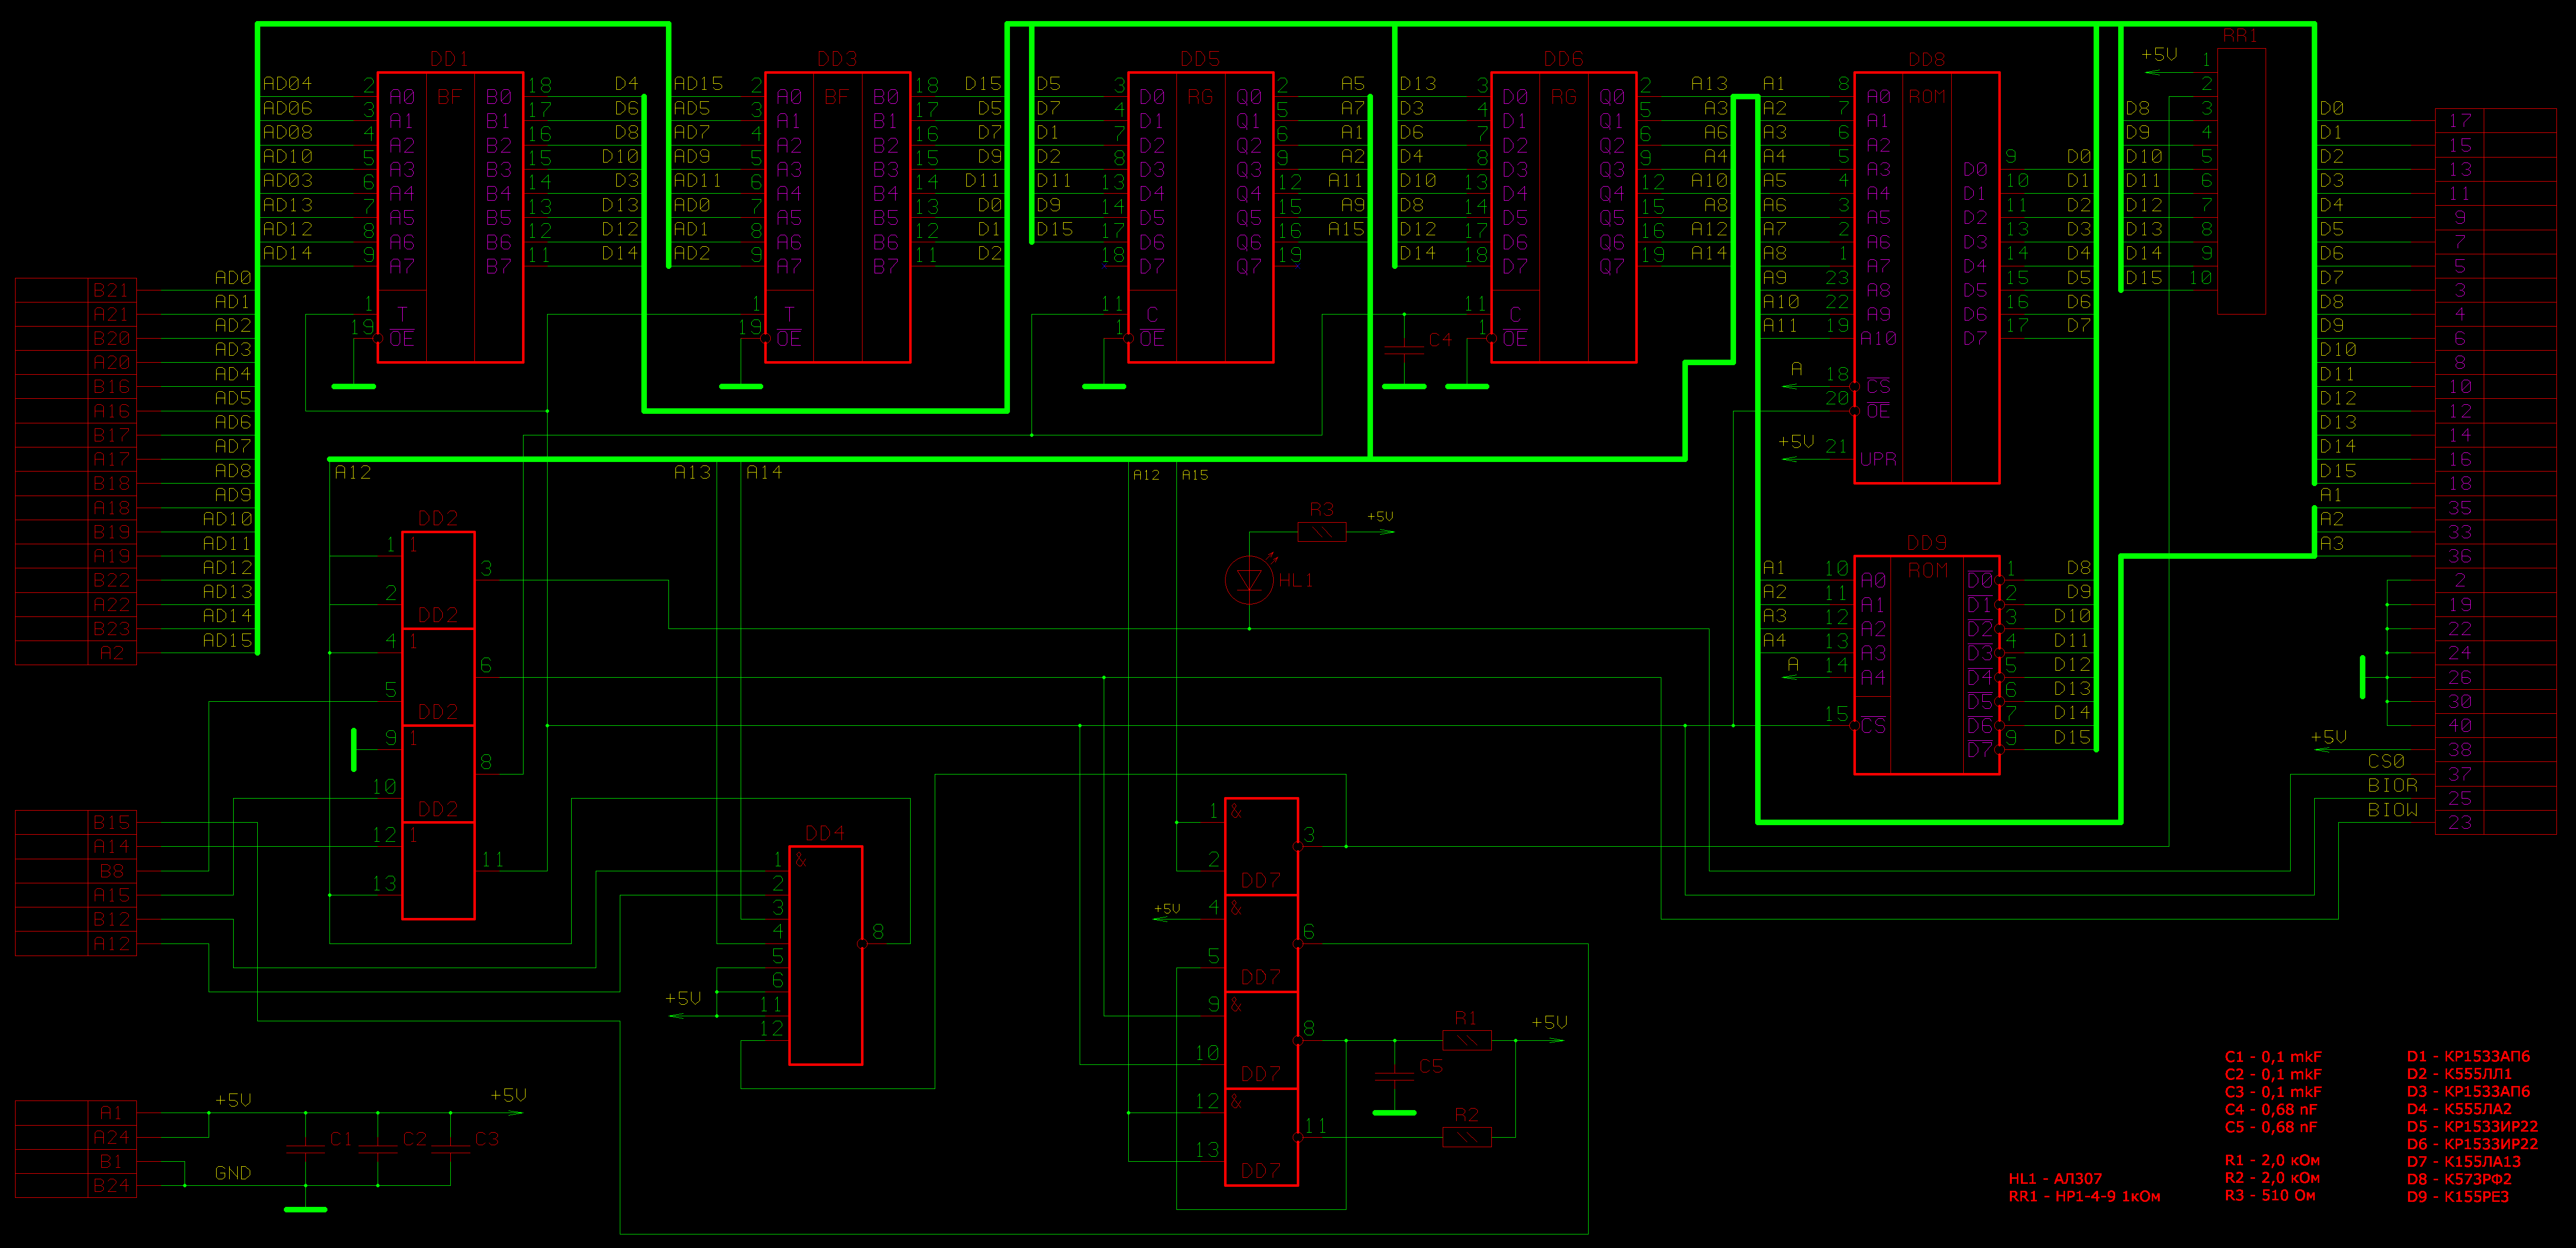 DD1
DD3
DD5
DD6
DD8
RR1
AD04 2 A0 BF B0 18 D4
AD06 3 A1 B1 17 D6
AD08 4 A2 B2 16 D8
AD10 5 A3 B3 15 D10
AD03 6 A4 B4 14 D3
AD13 7 A5 B5 13 D13
AD12 8 A6 B6 12 D12
AD14 9 A7 B7 11 D14
1 T
19 OE
AD15 2 A0 BF B0 18 D15
AD5 3 A1 B1 17 D5
AD7 4 A2 B2 16 D7
AD9 5 A3 B3 15 D9
AD11 6 A4 B4 14 D11
AD0 7 A5 B5 13 D0
AD1 8 A6 B6 12 D1
AD2 9 A7 B7 11 D2
1 T
19 OE
D5 3 D0 RG Q0 2 A5
D7 4 D1 Q1 5 A7
D1 7 D2 Q2 6 A1
D2 8 D3 Q3 9 A2
D11 13 D4 Q4 12 A11
D9 14 D5 Q5 15 A9
D15 17 D6 Q6 16 A15
18 D7 Q7 19
11 C
1 OE
D13 3 D0 RG Q0 2 A13
D3 4 D1 Q1 5 A3
D6 7 D2 Q2 6 A6
D4 8 D3 Q3 9 A4
D10 13 D4 Q4 12 A10
D8 14 D5 Q5 15 A8
D12 17 D6 Q6 16 A12
D14 18 D7 Q7 19 A14
11 C
1 OE
C4
A1 8 A0 ROM
A2 7 A1
A3 6 A2
A4 5 A3 D0 9 D0
A5 4 A4 D1 10 D1
A6 3 A5 D2 11 D2
A7 2 A6 D3 13 D3
A8 1 A7 D4 14 D4
A9 23 A8 D5 15 D5
A10 22 A9 D6 16 D6
A11 19 A10 D7 17 D7
A 18 CS
20 OE
+5V 21 UPR
+5V 1
2
D8 3
D9 4
D10 5
D11 6
D12 7
D13 8
D14 9
D15 10
D0 17
D1 15
D2 13
D3 11
D4 9
D5 7
D6 5
D7 3
D8 4
D9 6
D10 8
D11 10
D12 12
D13 14
D14 16
D15 18
A1 35
A2 33
A3 36
2
19
22
24
26
30
40
+5V 38
CS0 37
BIOR 25
BIOW 23
B21 AD0
A21 AD1
B20 AD2
A20 AD3
B16 AD4
A16 AD5
B17 AD6
A17 AD7
B18 AD8
A18 AD9
B19 AD10
A19 AD11
B22 AD12
A22 AD13
B23 AD14
A2 AD15
A12
A13 A14
A12 A15
DD2
1 1
3
2
DD2
4 1
6
5
DD2
9 1
8
10
DD2
12 1
11
13
R3 +5V
HL1
DD9
A1 10 A0 ROM D0 1 D8
A2 11 A1 D1 2 D9
A3 12 A2 D2 3 D10
A4 13 A3 D3 4 D11
A 14 A4 D4 5 D12
D5 6 D13
15 CS D6 7 D14
D7 9 D15
B15
A14
B8
A15
B12
A12
DD4
1 &
2
3
4 8
5
6
+5V 11
12
1 & 3
2 DD7
+5V 4 & 6
5 DD7
9 & 8
10 DD7
12 & 11
13 DD7
R1 +5V
C5
R2
A1 +5V +5V
A24 C1 C2 C3
B1
B24 GND
HL1 - АЛ307
RR1 - НР1-4-9 1кОм
C1 - 0,1 mkF
C2 - 0,1 mkF
C3 - 0,1 mkF
C4 - 0,68 nF
C5 - 0,68 nF
R1 - 2,0 кОм
R2 - 2,0 кОм
R3 - 510 Ом
D1 - КР1533АП6
D2 - К555ЛЛ1
D3 - КР1533АП6
D4 - К555ЛА2
D5 - КР1533ИР22
D6 - КР1533ИР22
D7 - К155ЛА13
D8 - К573РФ2
D9 - К155РЕ3